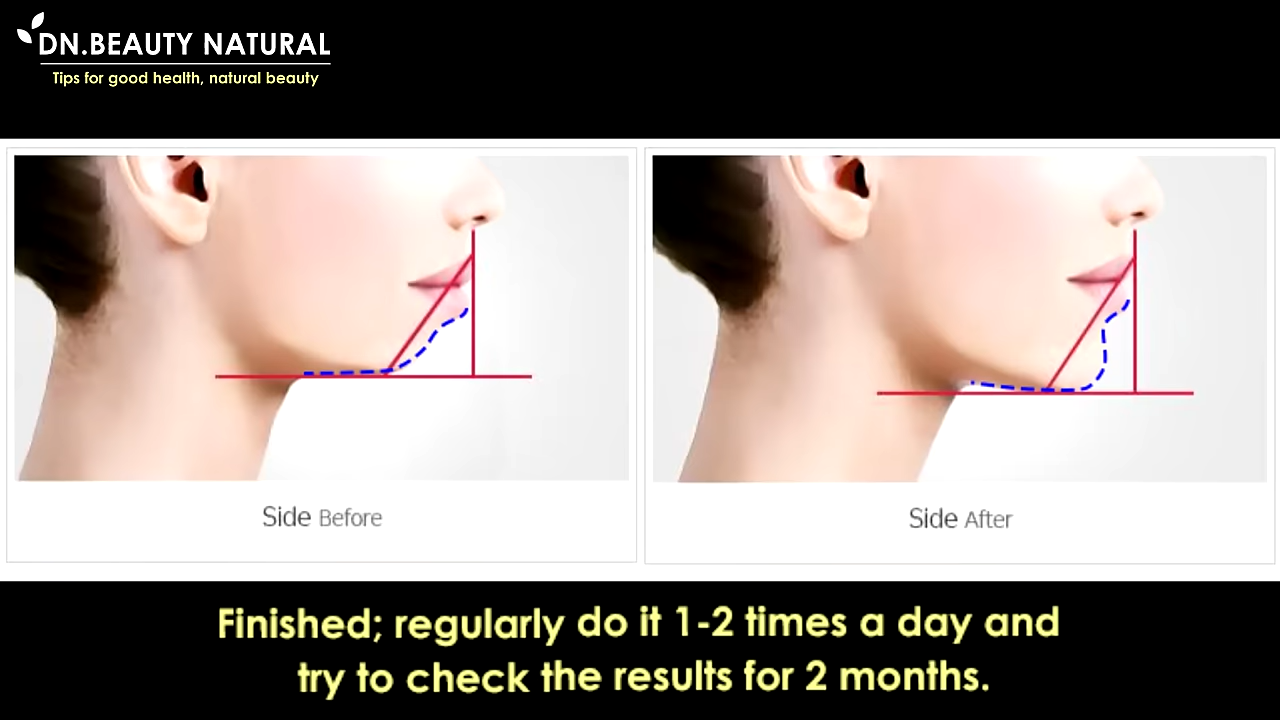 DN.BEAUTY NATURAL
Tips for good health, natural beauty
Side Before
Side After
Finished; regularly do it 1-2 times a day and
try to check the results for 2 months.